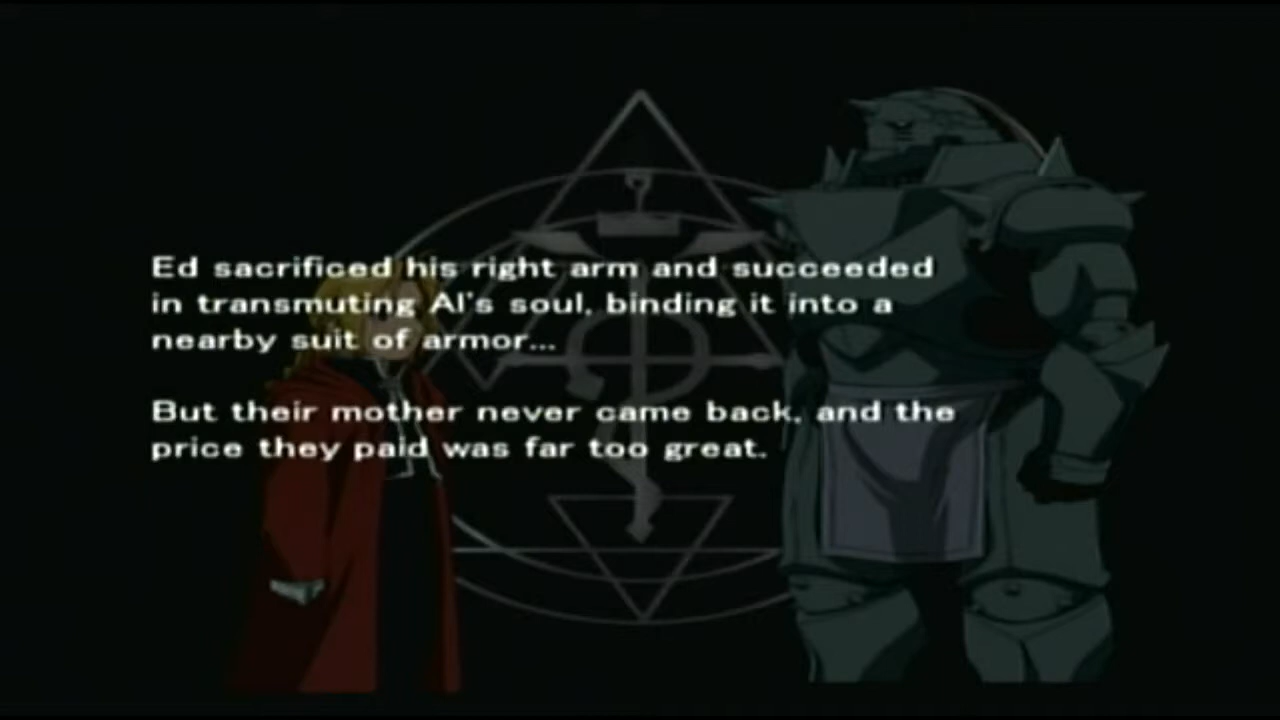 Ed sacrificed his right arm and succeeded
in transmuting Al's soul, binding it into a
nearby suit of armor...
But their mother never came back, and the
price they paid was far too great.